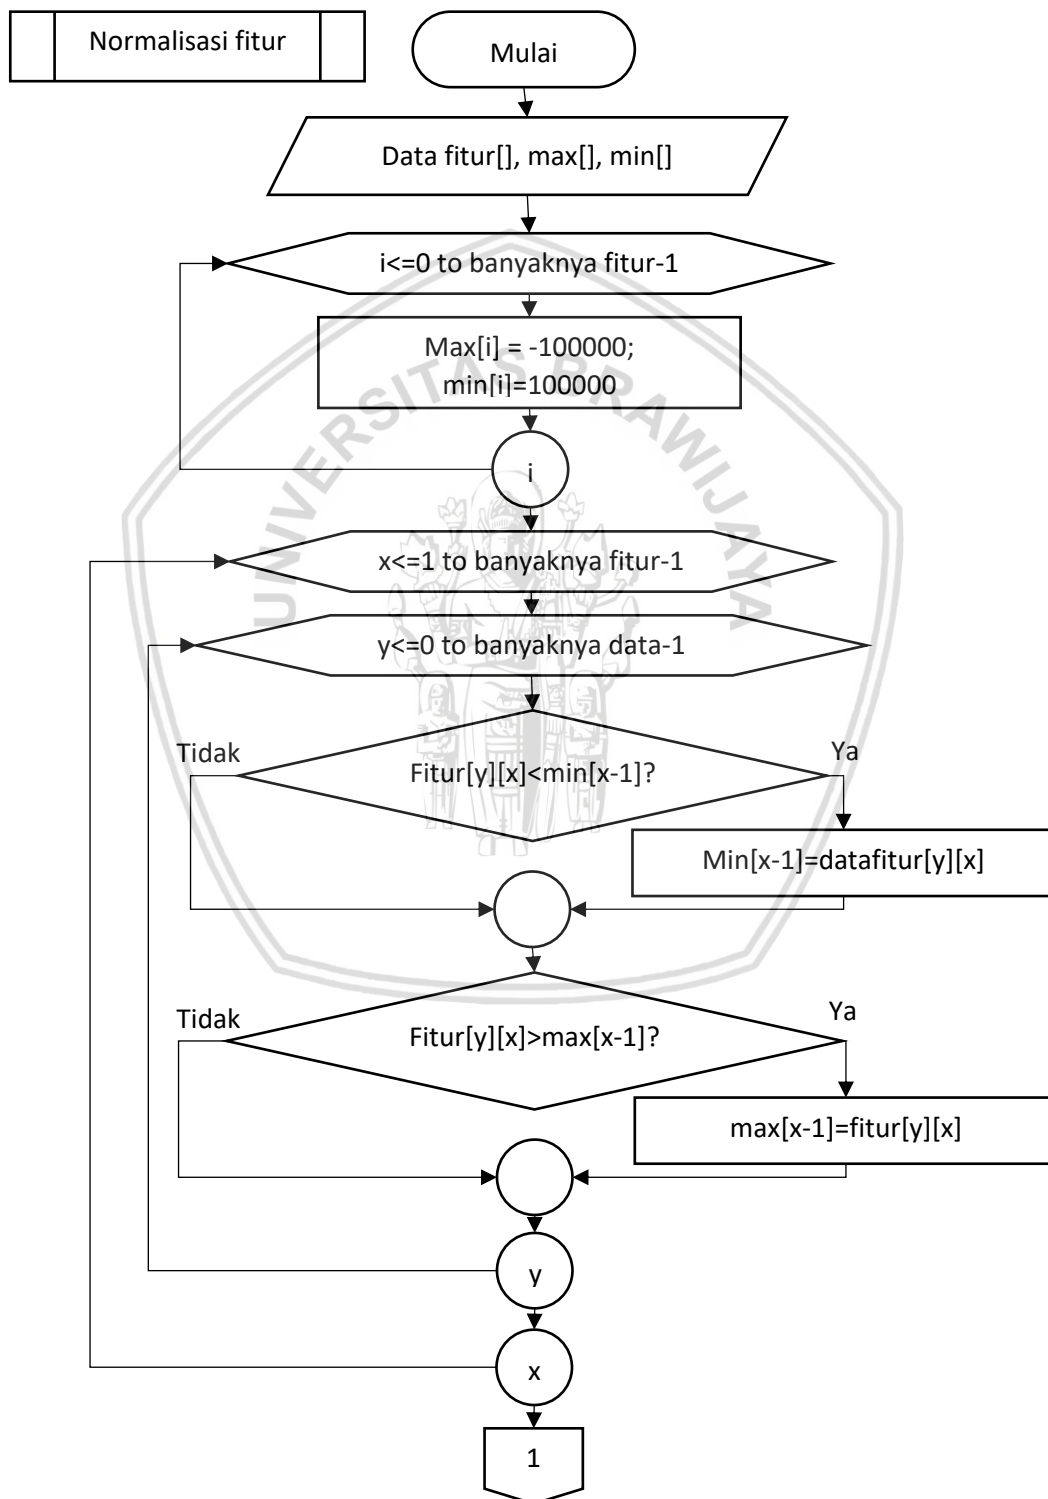 Normalisasi fitur
Mulai
Data fitur[], max[], min[]
i<=0 to banyaknya fitur-1
Max[i] = -100000;
min[i]=100000
i
x<=1 to banyaknya fitur-1
y<=0 to banyaknya data-1
Tidak
Fitur[y][x]<min[x-1]?
Ya
Min[x-1]=datafitur[y][x]
Tidak
Fitur[y][x]>max[x-1]?
Ya
max[x-1]=fitur[y][x]
y
x
1
UNIVERSITAS BRAWIJAYA